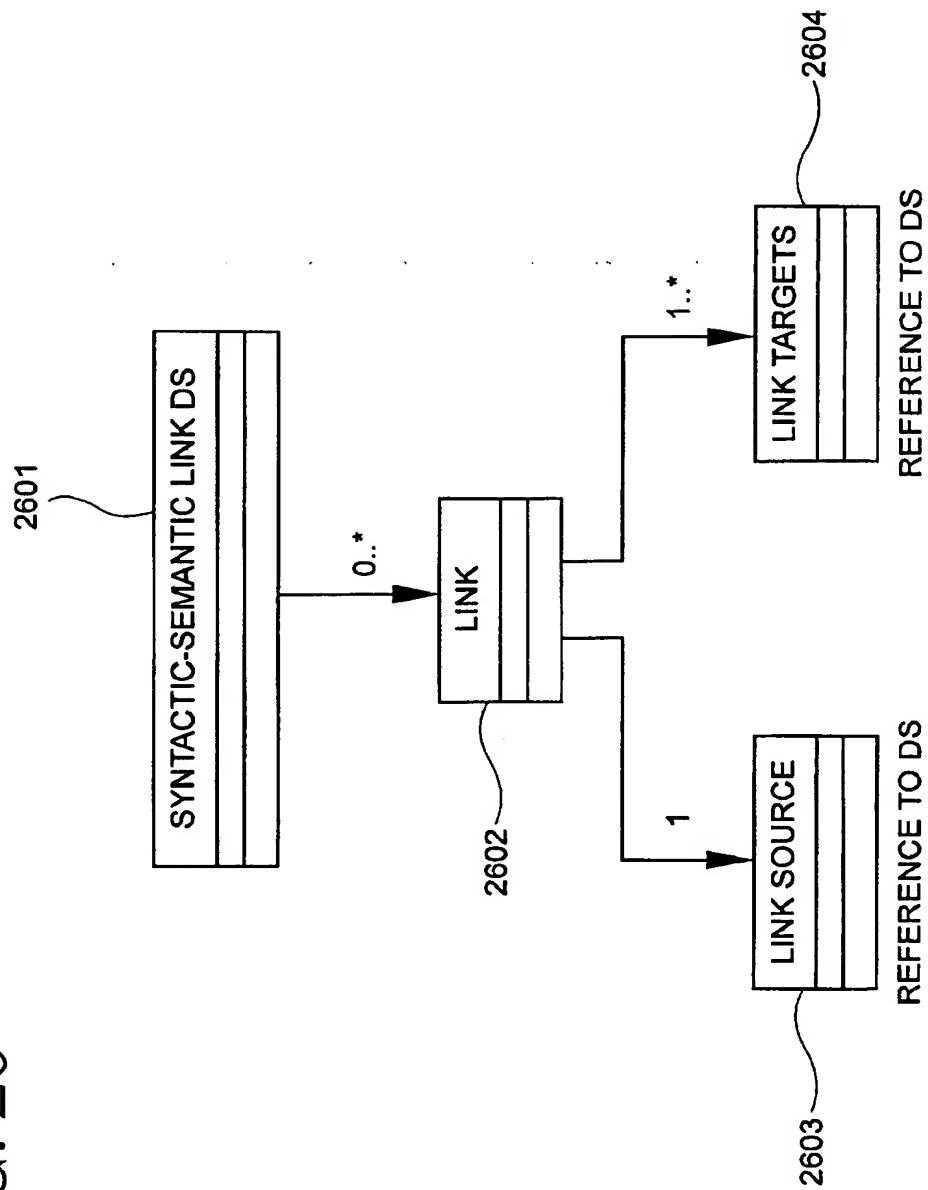 2601
SYNTACTIC-SEMANTIC LINK DS
0..*
LINK
2602
1
1..*
LINK SOURCE
LINK TARGETS
2603
2604
REFERENCE TO DS
REFERENCE TO DS